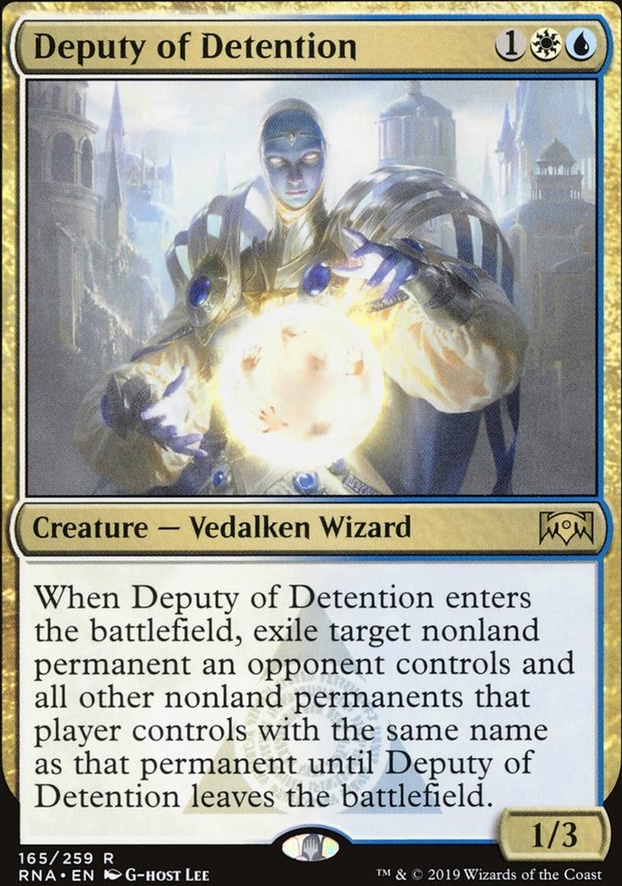 Deputy of Detention 1
Creature — Vedalken Wizard
When Deputy of Detention enters
the battlefield, exile target nonland
permanent an opponent controls and
all other nonland permanents that
player controls with the same name
as that permanent until Deputy of
Detention leaves the battlefield.
1/3
165/259 R
RNA • EN G-host Lee
™ & © 2019 Wizards of the Coast